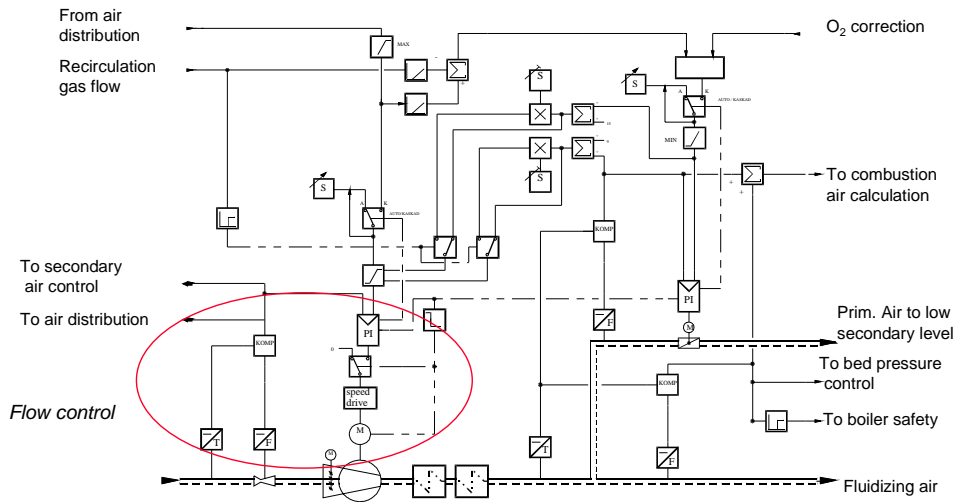 From air
distribution
MAX
O2 correction
Recirculation
gas flow
-
+
S
S
A K
AUTO / KASKAD
MIN
S
S
A K
AUTO/KASKAD
+
+
To combustion
air calculation
KOMP
To secondary
air control
PI
PI
To air distribution
F
M
Prim. Air to low
secondary level
KOMP
0
speed
drive
KOMP
To bed pressure
control
Flow control
M
To boiler safety
T
F
M
T
F
Fluidizing air